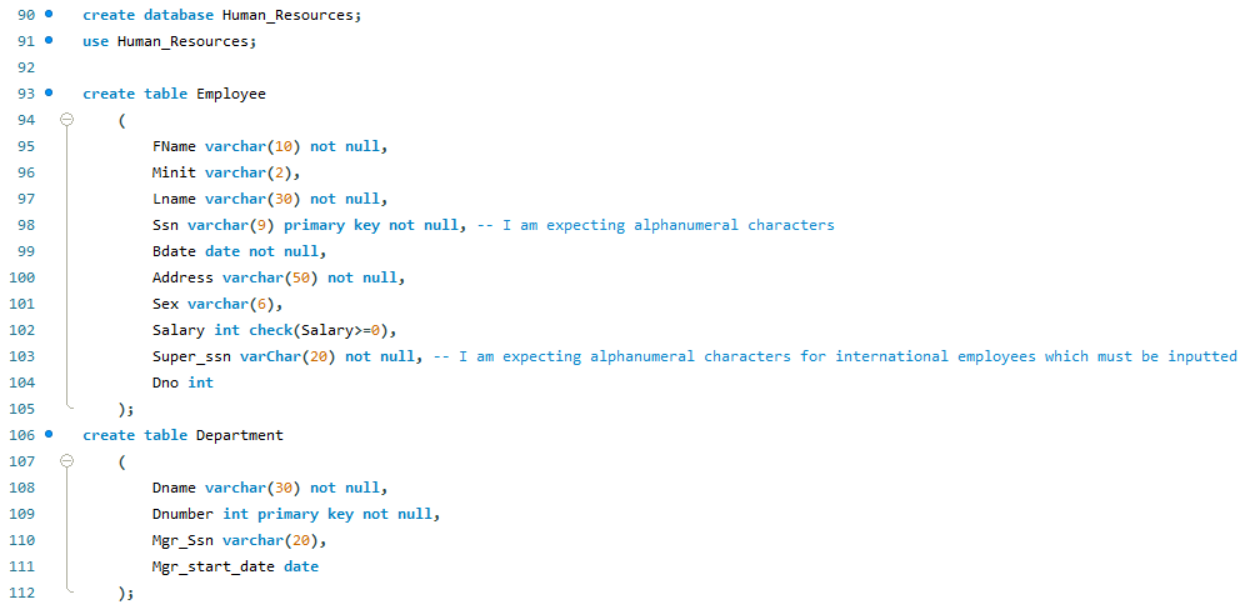 90 create database Human_Resources;
91 use Human_Resources;
92
93 create table Employee
94 (
95 FName varchar(10) not null,
96 Minit varchar(2),
97 Lname varchar(30) not null,
98 Ssn varchar(9) primary key not null, -- I am expecting alphanumeral characters
99 Bdate date not null,
100 Address varchar(50) not null,
101 Sex varchar(6),
102 Salary int check(Salary>=0),
103 Super_ssn varChar(20) not null, -- I am expecting alphanumeral characters for international employees which must be inputted
104 Dno int
105 );
106 create table Department
107 (
108 Dname varchar(30) not null,
109 Dnumber int primary key not null,
110 Mgr_Ssn varchar(20),
111 Mgr_start_date date
112 );